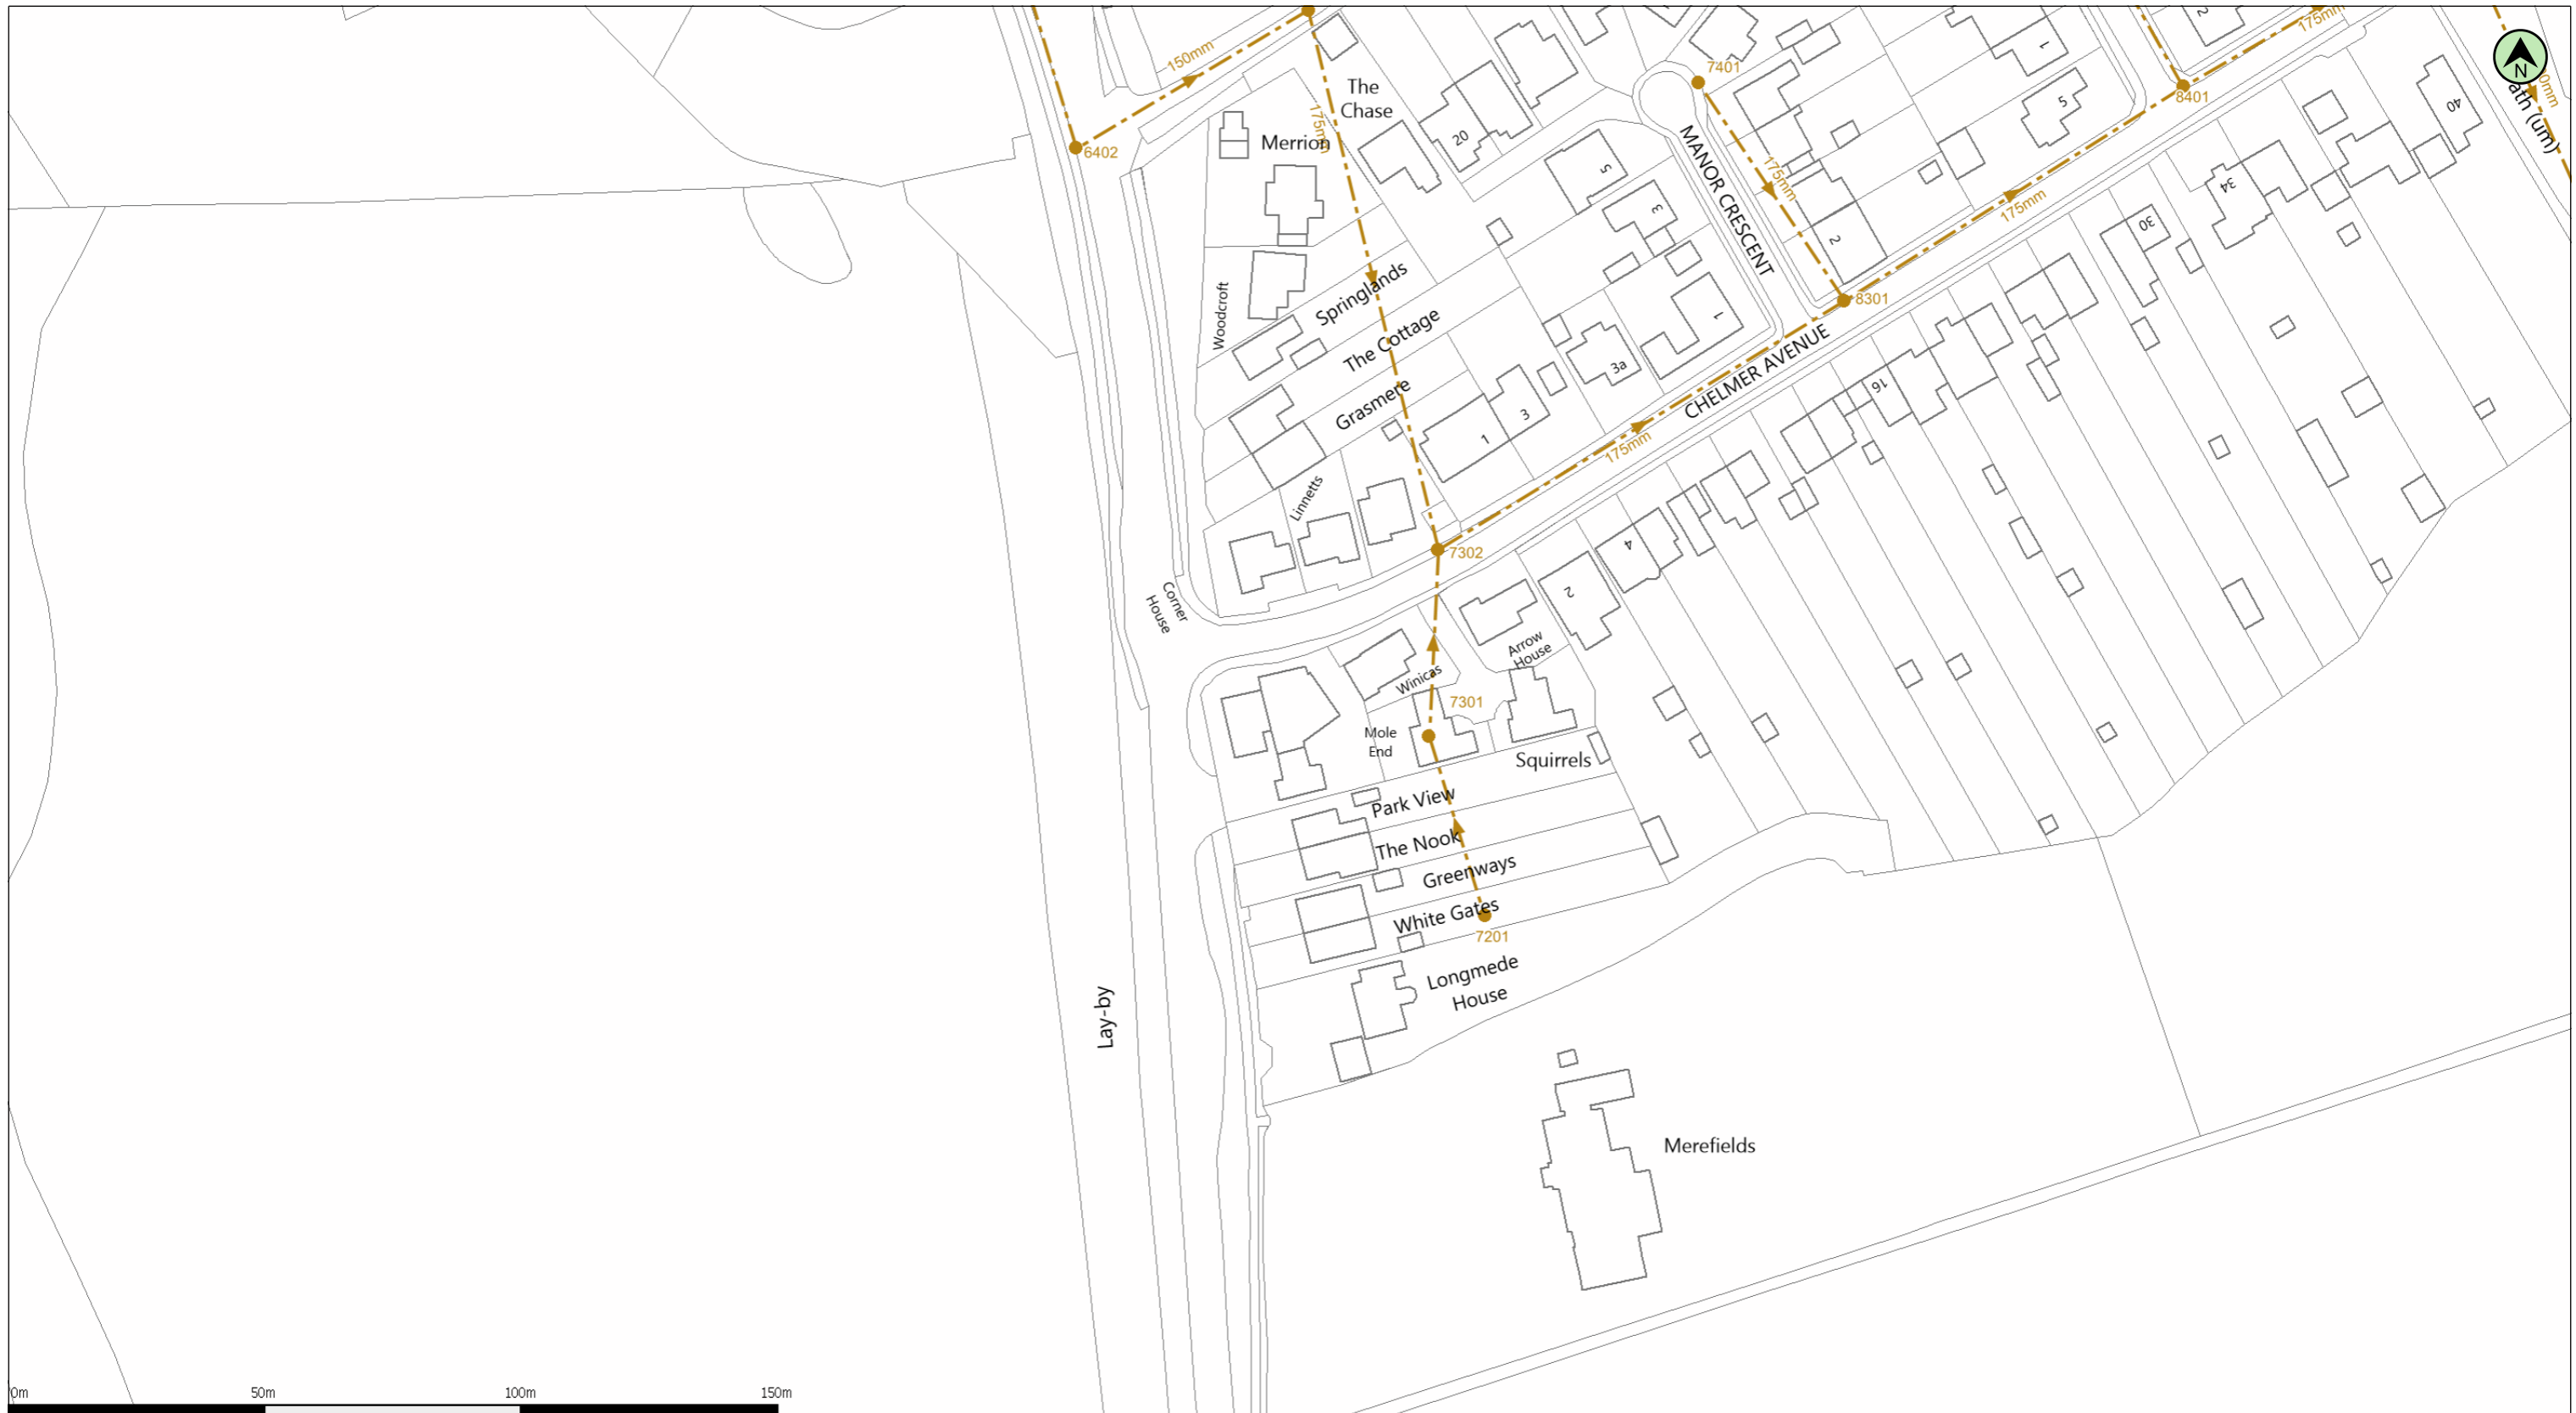 150mm
175mm
2
N
0mm
The
Chase
7401
1
8401
40
ath (um)
6402
Merrion
175mm
20
5
5
MANOR CRESCENT
175mm
34
3
2
175mm
30
Springlands
Woodcroft
8301
The Cottage
1
CHELMER AVENUE
3a
Grasmere
16
3
1
175mm
Linnetts
7302
4
Corner
House
2
Arrow
House
Winicas
7301
Mole
End
Squirrels
Park View
The Nook
Greenways
White Gates
7201
Longmede
House
Lay-by
Merefields
0m
50m
100m
150m